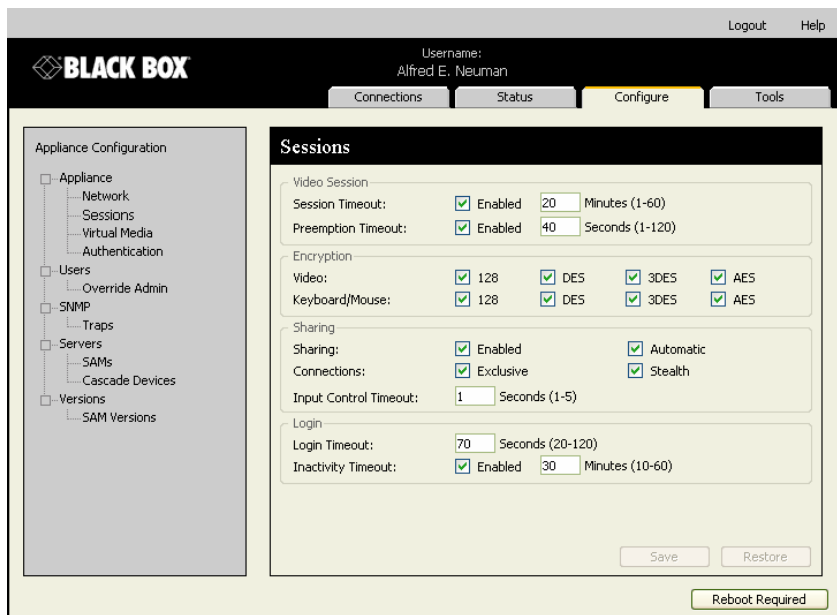 Logout Help
BLACK BOX
Username:
Alfred E. Neuman
Connections Status Configure Tools
Appliance Configuration
Appliance
Network
Sessions
Virtual Media
Authentication
Users
Override Admin
SNMP
Traps
Servers
SAMs
Cascade Devices
Versions
SAM Versions
Sessions
Video Session
Session Timeout: Enabled 20 Minutes (1-60)
Preemption Timeout: Enabled 40 Seconds (1-120)
Encryption
Video: 128 DES 3DES AES
Keyboard/Mouse: 128 DES 3DES AES
Sharing
Sharing: Enabled Automatic
Connections: Exclusive Stealth
Input Control Timeout: 1 Seconds (1-5)
Login
Login Timeout: 70 Seconds (20-120)
Inactivity Timeout: Enabled 30 Minutes (10-60)
Save Restore
Reboot Required